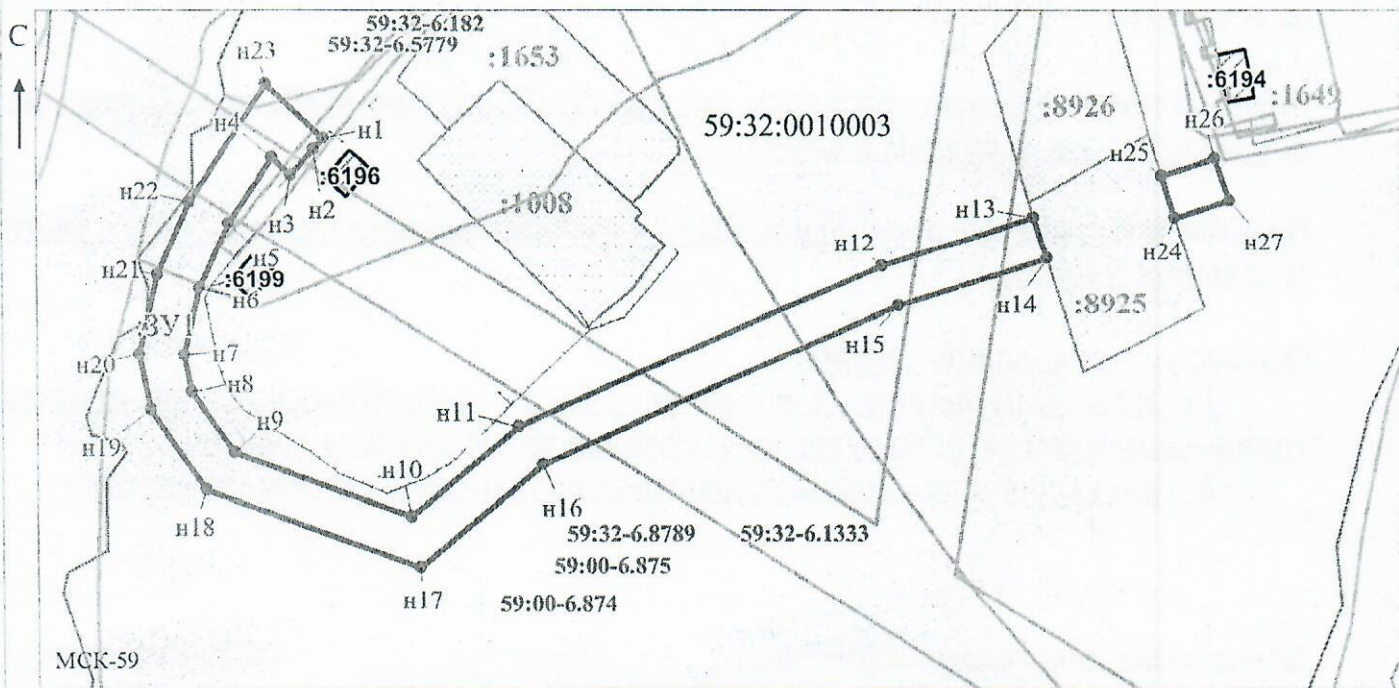 59:32-6.182
С
59:32-6.5779
н23
:1653
:6194
:1649
н4
н1
59:32:0010003
:8926
н26
н25
:6196
н22
н3
н2
:1008
н13
н12
н24
н27
н5
:6199
н21
н6
н14
:8925
:ЗУ1
н15
н20
н7
н8
н9
н19
н11
н10
н16
н18
59:32-6.8789
59:32-6.1333
59:00-6.875
н17
59:00-6.874
МСК-59